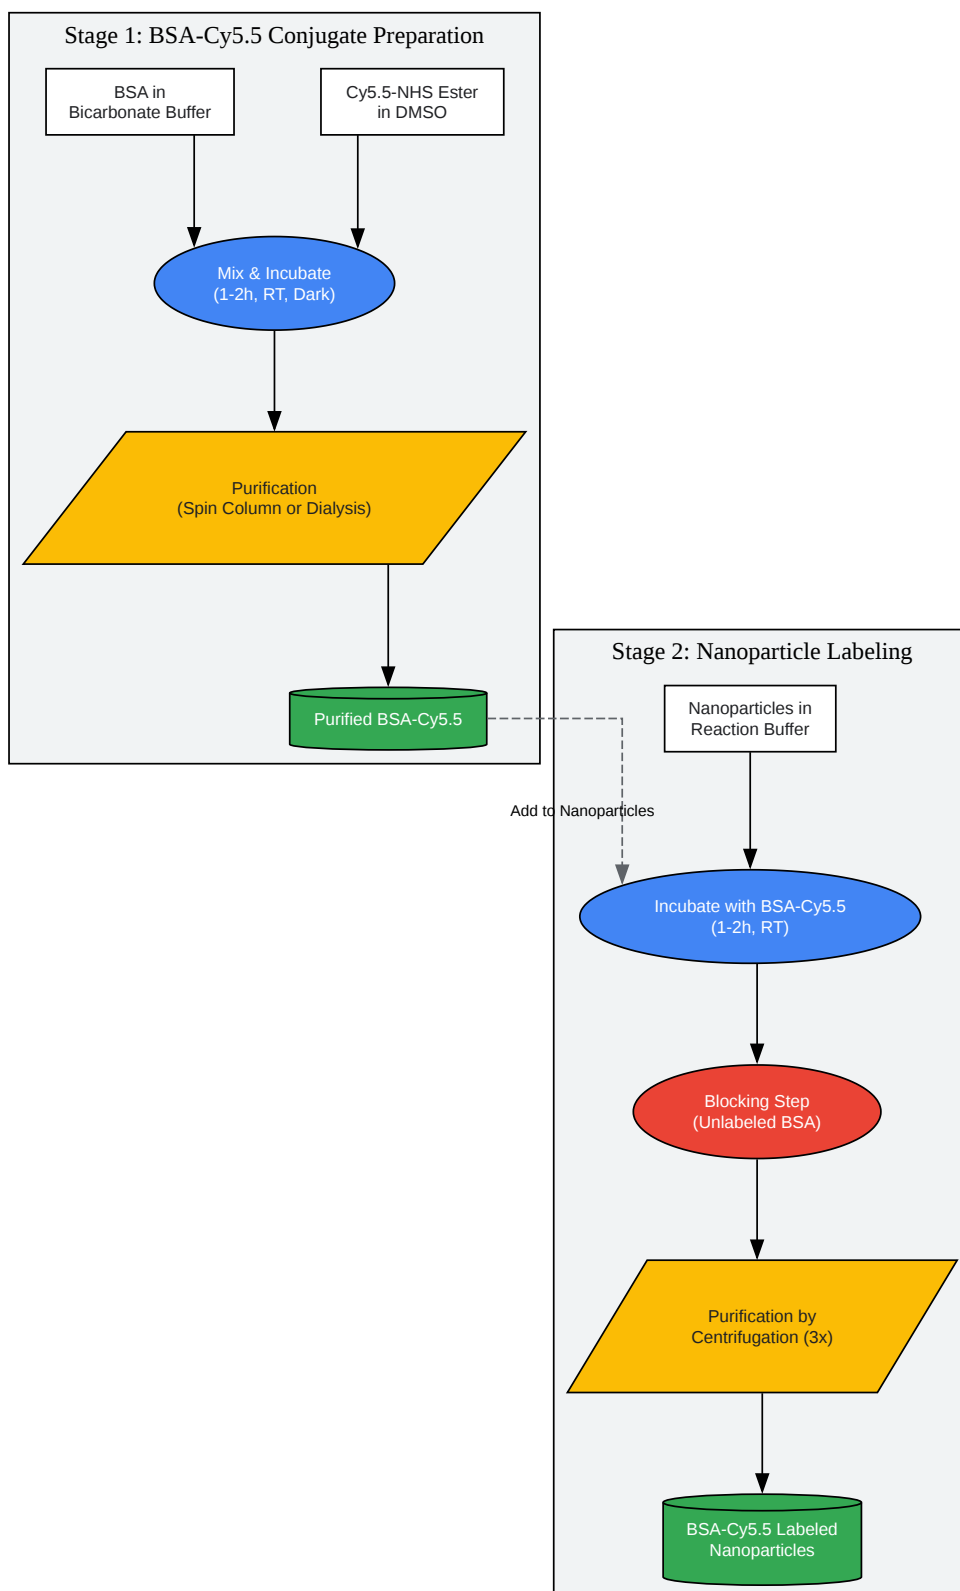 Stage 1: BSA-Cy5.5 Conjugate Preparation
BSA in
Bicarbonate Buffer
Cy5.5-NHS Ester
in DMSO
Mix & Incubate
(1-2h, RT, Dark)
Purification
(Spin Column or Dialysis)
Purified BSA-Cy5.5
Stage 2: Nanoparticle Labeling
Nanoparticles in
Reaction Buffer
Add to Nanoparticles
Incubate with BSA-Cy5.5
(1-2h, RT)
Blocking Step
(Unlabeled BSA)
Purification by
Centrifugation (3x)
BSA-Cy5.5 Labeled
Nanoparticles